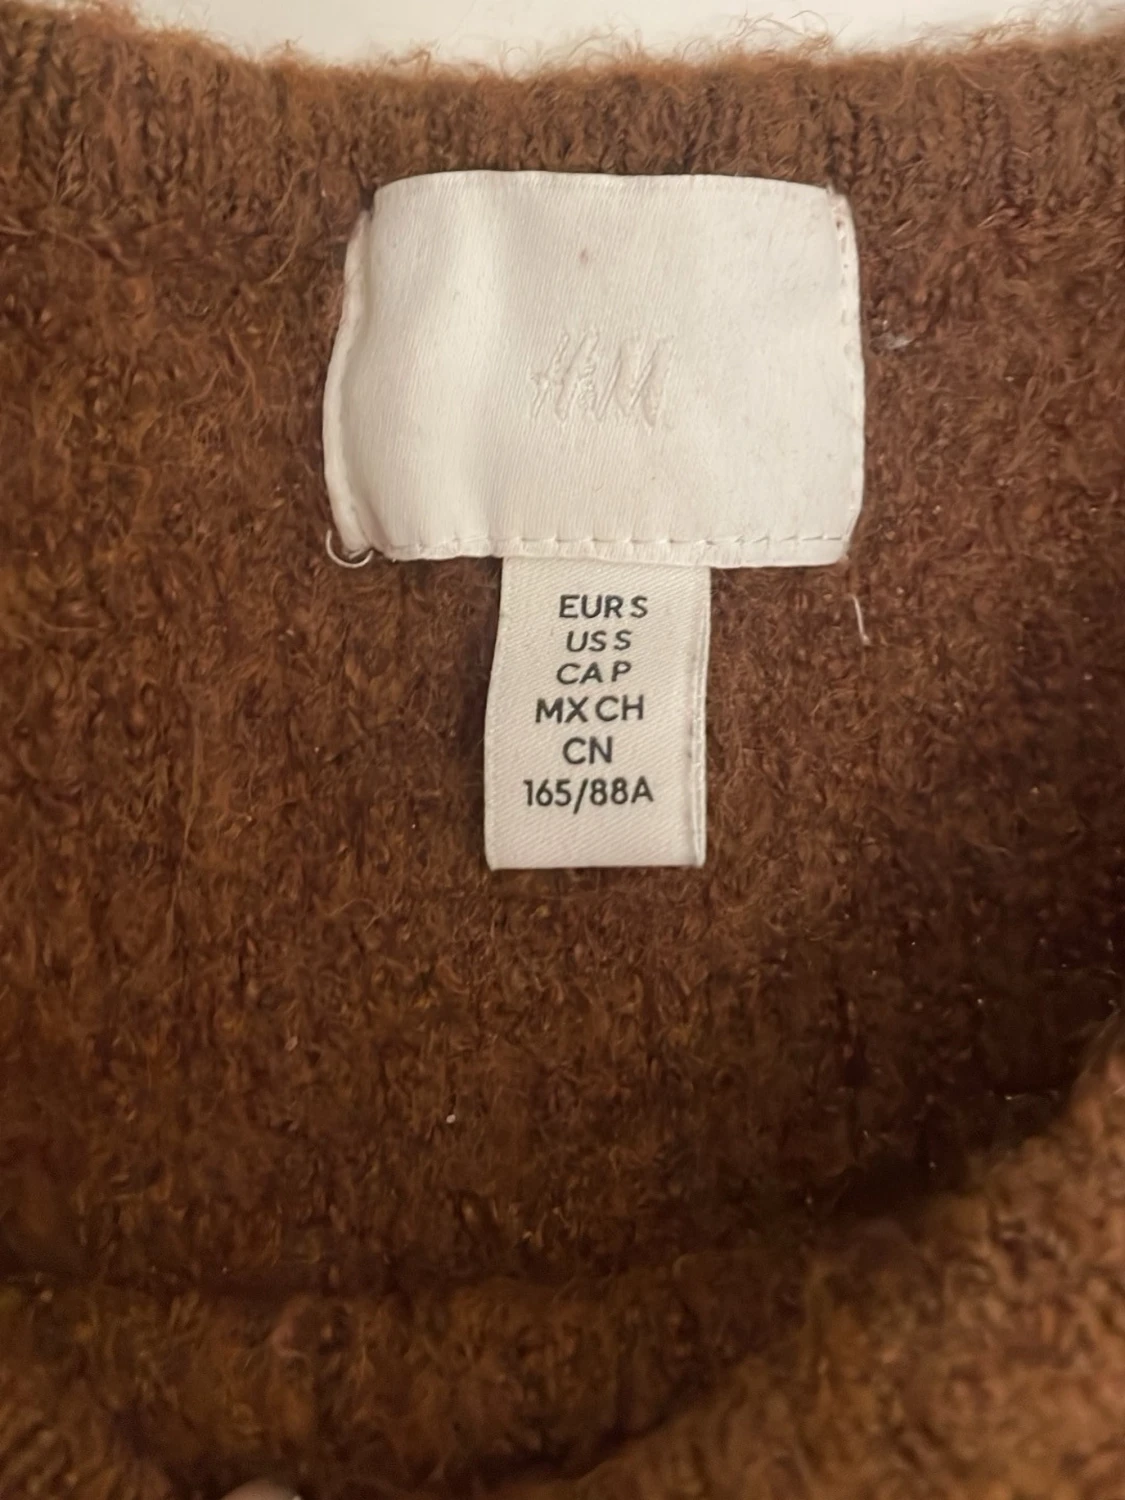 H&M
EUR S
US S
CA P
MX CH
CN
165/88A